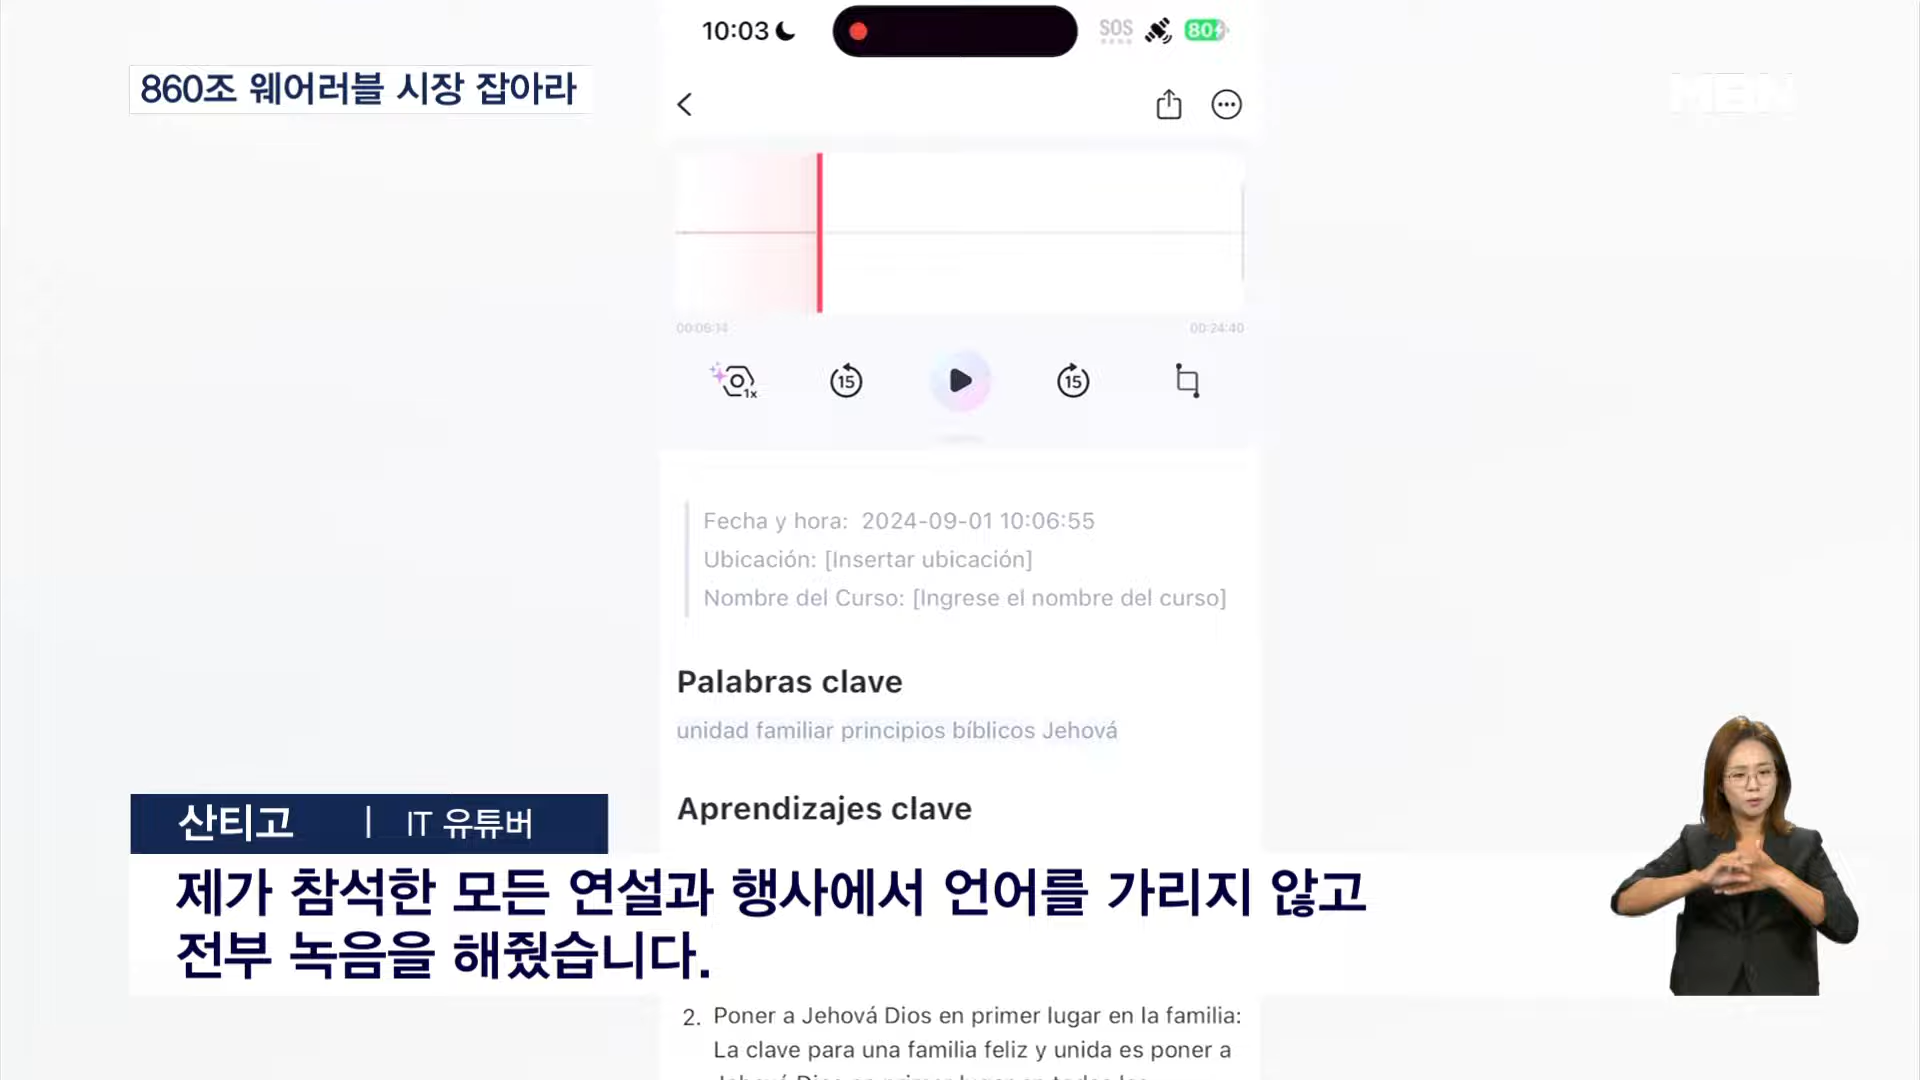 10:03
SOS
80
860조 웨어러블 시장 잡아라
MBN
00:06:14
00:24:40
1x
15
15
Fecha y hora: 2024-09-01 10:06:55
Ubicación: [Insertar ubicación]
Nombre del Curso: [Ingrese el nombre del curso]
Palabras clave
unidad familiar principios bíblicos Jehová
Aprendizajes clave
산티고 | IT 유튜버
제가 참석한 모든 연설과 행사에서 언어를 가리지 않고
전부 녹음을 해줬습니다.
2. Poner a Jehová Dios en primer lugar en la familia:
La clave para una familia feliz y unida es poner a